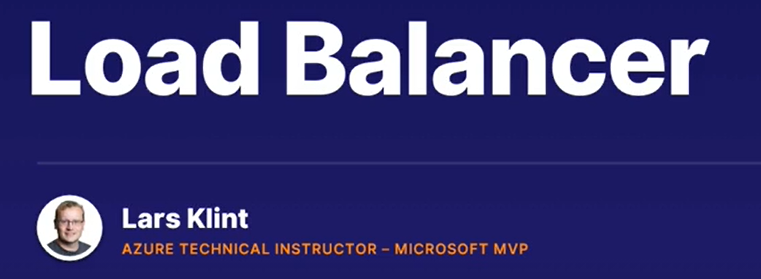 Load Balancer
Lars Klint
AZURE TECHNICAL INSTRUCTOR – MICROSOFT MVP